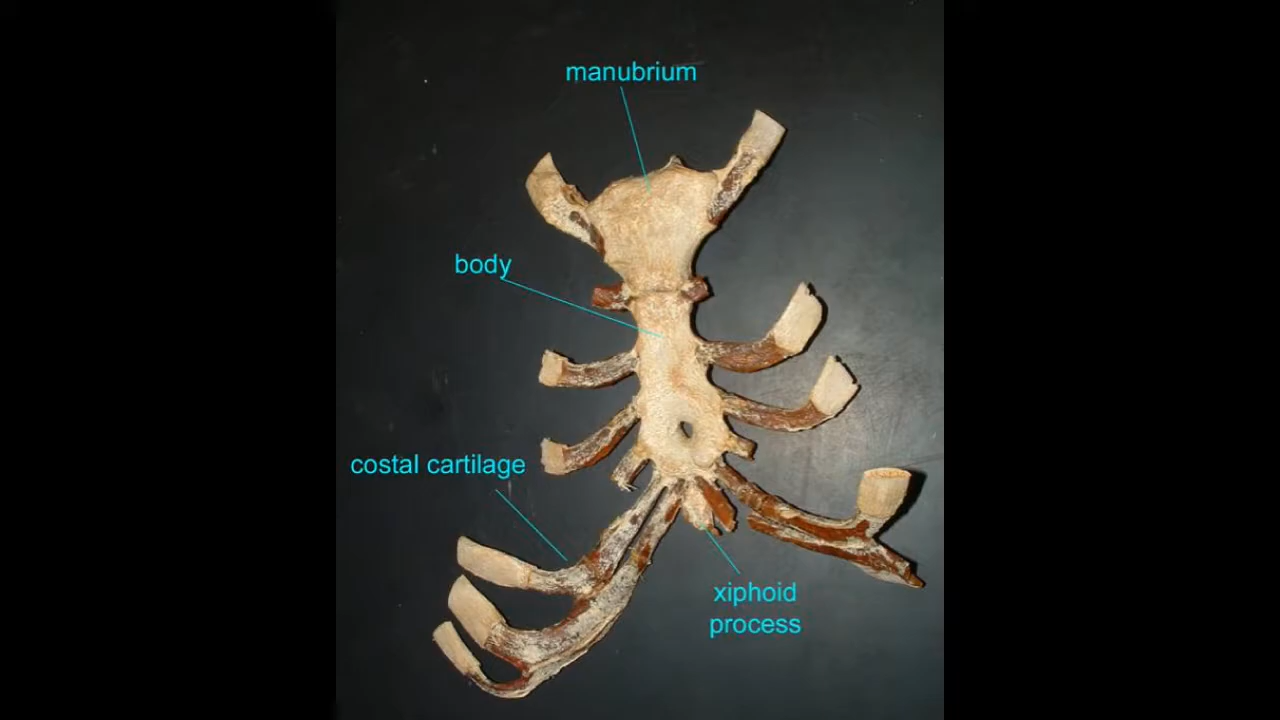 manubrium
body
costal cartilage
xiphoid
process